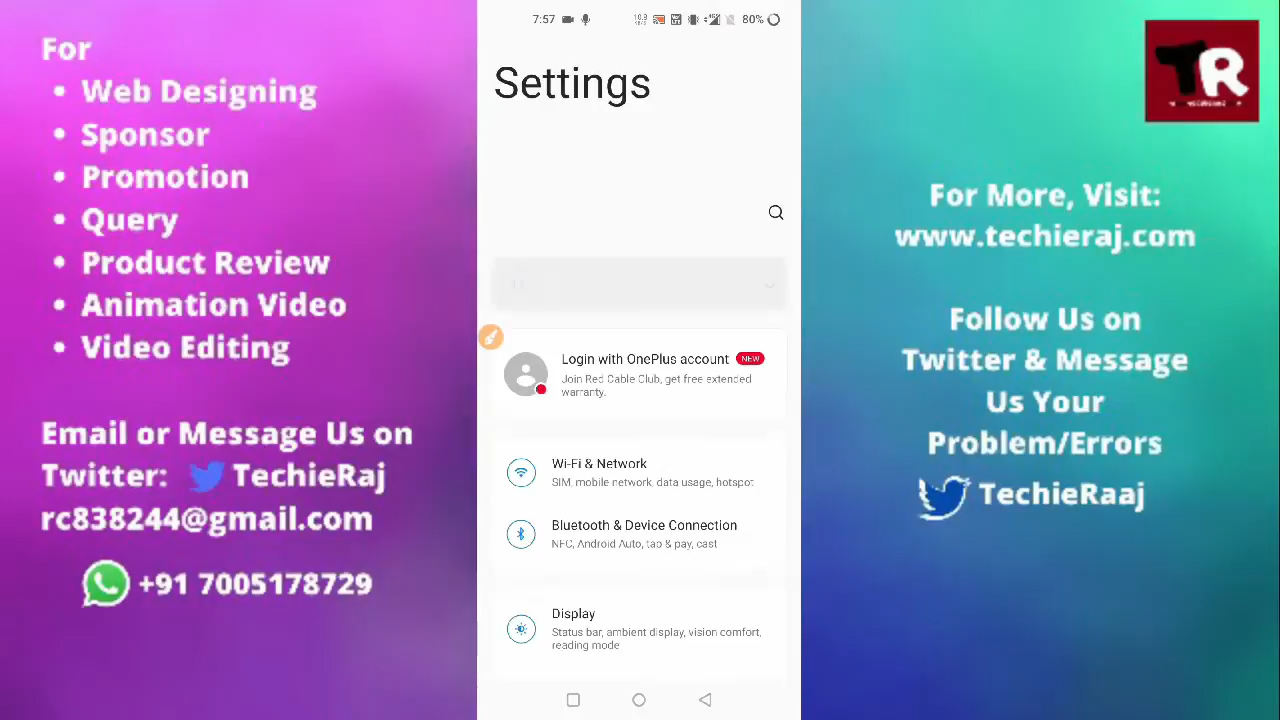 For
• Web Designing
• Sponsor
• Promotion
• Query
• Product Review
• Animation Video
• Video Editing
Email or Message Us on
Twitter: TechieRaj
rc838244@gmail.com
+91 7005178729
7:57
80%
Settings
Login with OnePlus account NEW
Join Red Cable Club, get free extended
warranty.
Wi-Fi & Network
SIM, mobile network, data usage, hotspot
Bluetooth & Device Connection
NFC, Android Auto, tap & pay, cast
Display
Status bar, ambient display, vision comfort,
reading mode
TR
For More, Visit:
www.techieraj.com
Follow Us on
Twitter & Message
Us Your
Problem/Errors
TechieRaaj